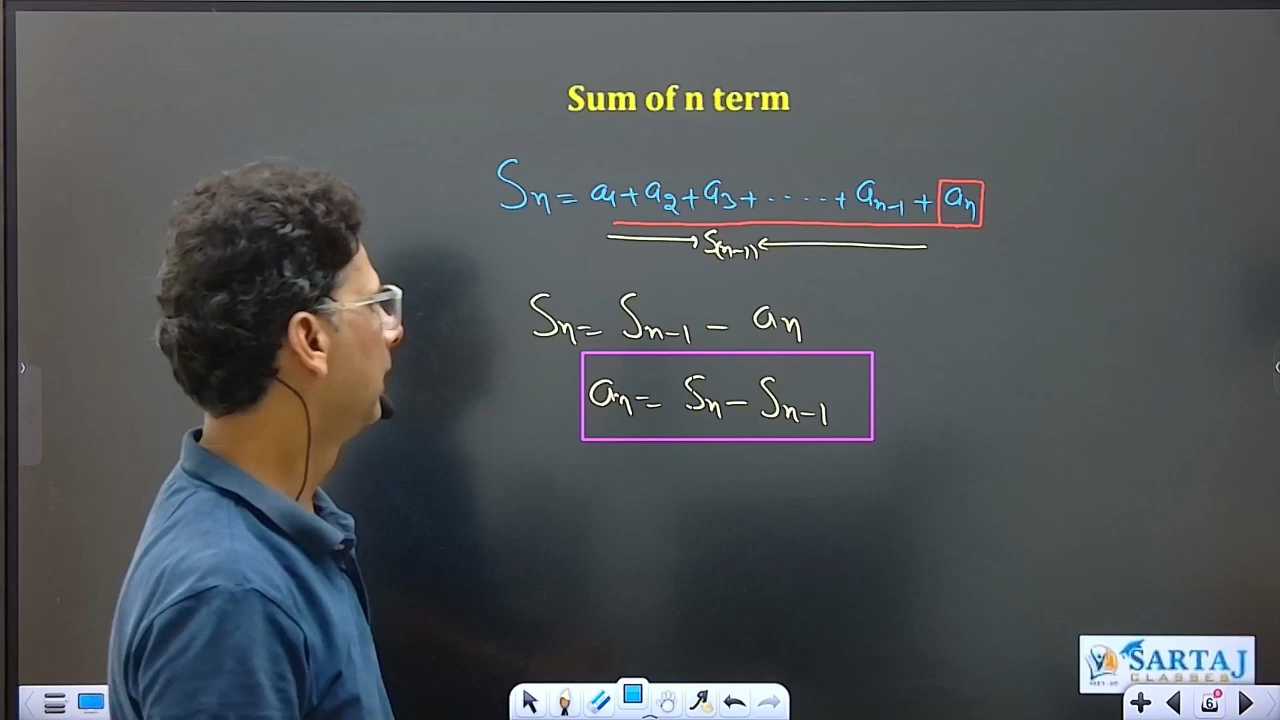 Sum of n term
Sn = a1 + a2 + a3 + ..... + an-1 + an
S(n-1)
Sn = Sn-1 - an
an = Sn - Sn-1
SARTAJ
CLASSES
6